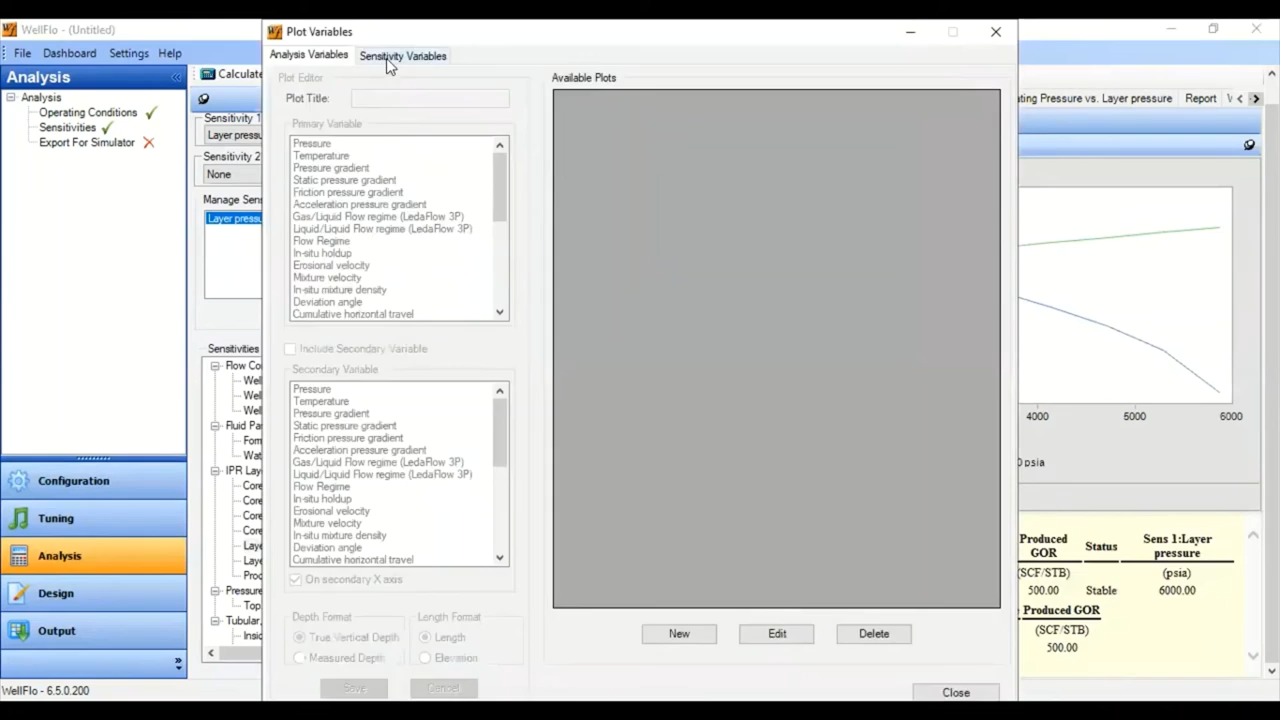 WellFlo - (Untitled)
File Dashboard Settings Help
Analysis
Analysis
Operating Conditions
Sensitivities
Export For Simulator
Configuration
Tuning
Analysis
Design
Output
WellFlo - 6.5.0.200
Calculate
Sensitivity 1
Layer pressu
Sensitivity 2
None
Manage Sen
Layer pressu
Sensitivities
Flow Co
Well
Well
Well
Fluid Pa
Form
Wat
IPR Lay
Core
Core
Core
Core
Laye
Laye
Proc
Pressure
Top
Tubular,
Insid
Plot Variables
Analysis Variables Sensitivity Variables
Plot Editor
Plot Title:
Primary Variable
Pressure
Temperature
Pressure gradient
Static pressure gradient
Friction pressure gradient
Acceleration pressure gradient
Gas/Liquid Flow regime (LedaFlow 3P)
Liquid/Liquid Flow regime (LedaFlow 3P)
Flow Regime
In-situ holdup
Erosional velocity
Mixture velocity
In-situ mixture density
Deviation angle
Cumulative horizontal travel
Include Secondary Variable
Secondary Variable
Pressure
Temperature
Pressure gradient
Static pressure gradient
Friction pressure gradient
Acceleration pressure gradient
Gas/Liquid Flow regime (LedaFlow 3P)
Liquid/Liquid Flow regime (LedaFlow 3P)
Flow Regime
In-situ holdup
Erosional velocity
Mixture velocity
In-situ mixture density
Deviation angle
Cumulative horizontal travel
On secondary X axis
Depth Format
True Vertical Depth
Measured Depth
Length Format
Length
Elevation
Save Cancel
Available Plots
New Edit Delete
Close
ting Pressure vs. Layer pressure Report
4000 5000 6000
0 psia
Produced GOR Status Sens 1:Layer pressure
(SCF/STB) (psia)
500.00 Stable 6000.00
Produced GOR
(SCF/STB)
500.00